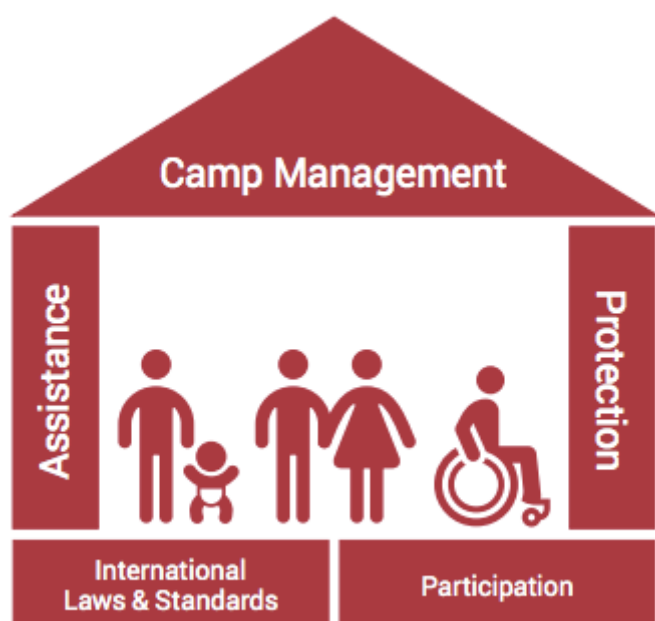 Camp Management
Assistance
Protection
International
Laws & Standards
Participation